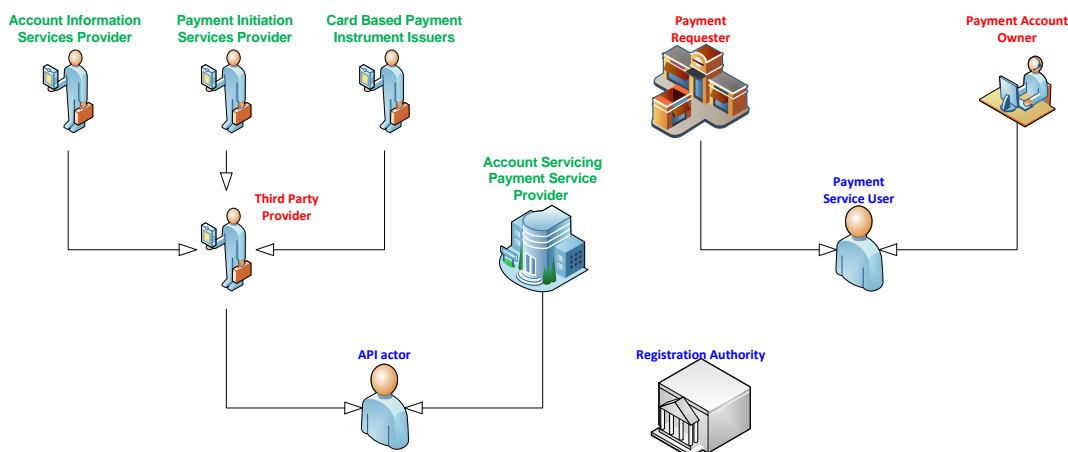 Account Information
Services Provider
Payment Initiation
Services Provider
Card Based Payment
Instrument Issuers
Payment
Requester
Payment Account
Owner
Account Servicing
Payment Service
Provider
Third Party
Provider
Payment
Service User
API actor
Registration Authority